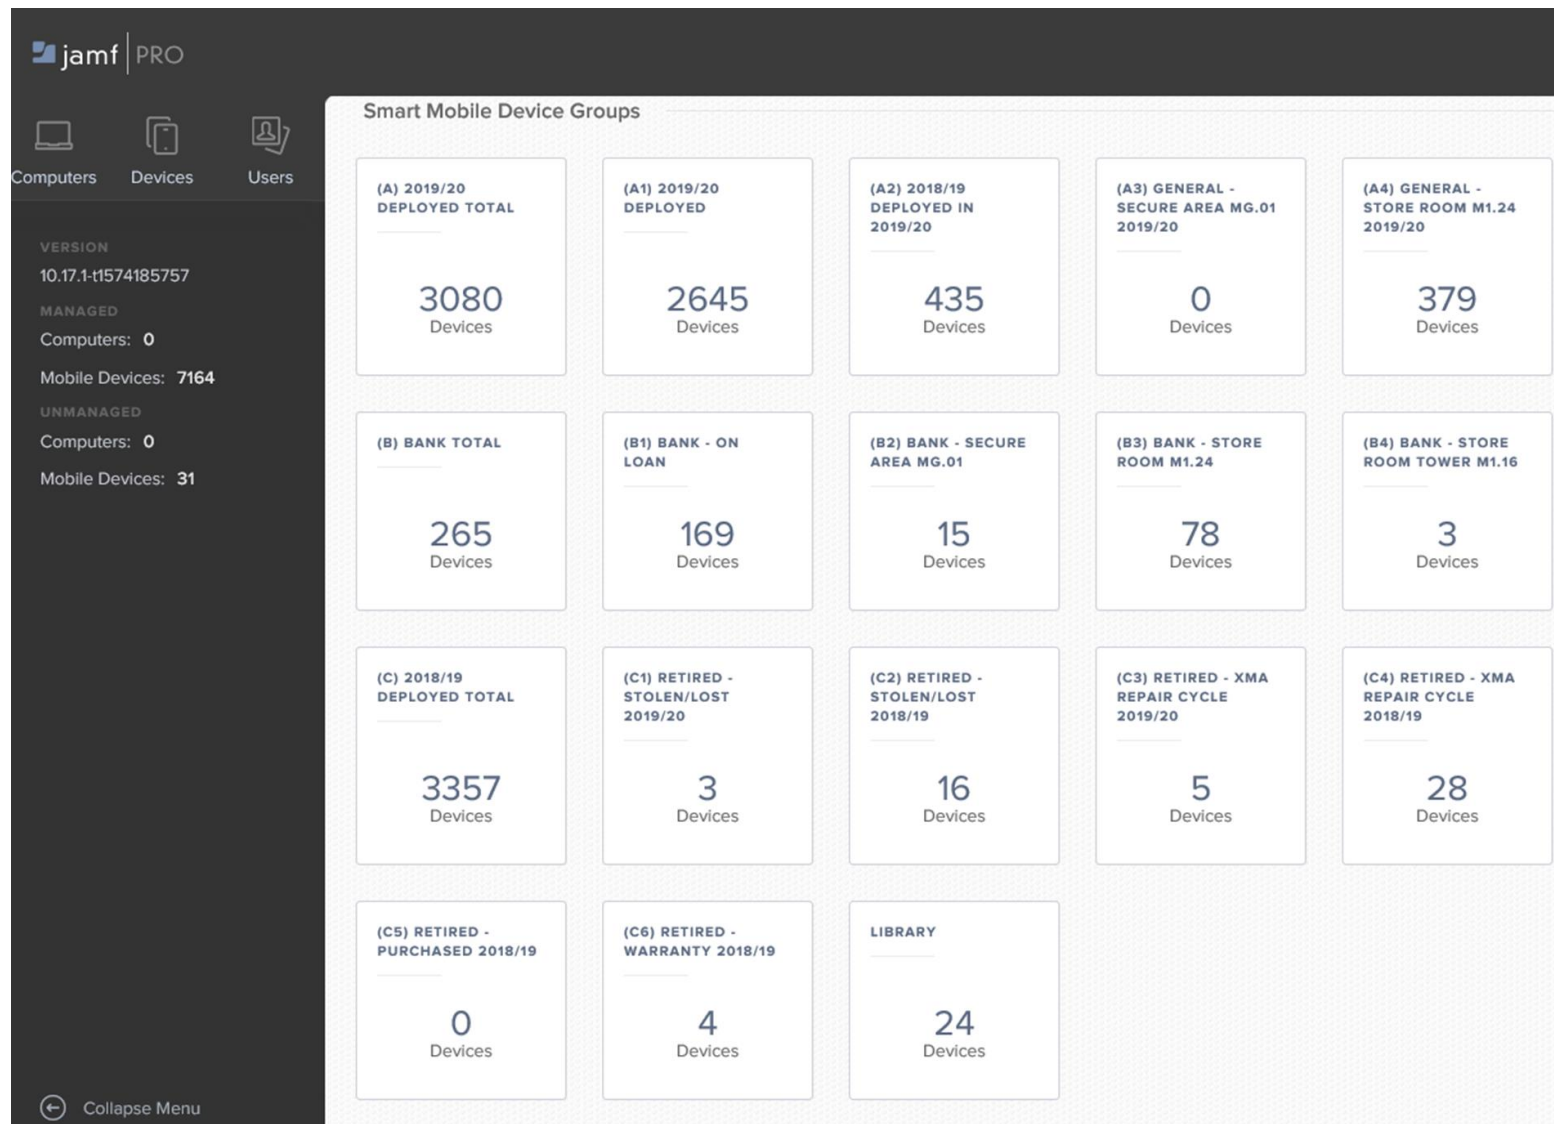 jamf PRO
Computers Devices Users
VERSION
10.17.1-t1574185757
MANAGED
Computers: 0
Mobile Devices: 7164
UNMANAGED
Computers: 0
Mobile Devices: 31
Collapse Menu
Smart Mobile Device Groups
(A) 2019/20
DEPLOYED TOTAL
3080
Devices
(A1) 2019/20
DEPLOYED
2645
Devices
(A2) 2018/19
DEPLOYED IN
2019/20
435
Devices
(A3) GENERAL -
SECURE AREA MG.01
2019/20
0
Devices
(A4) GENERAL -
STORE ROOM M1.24
2019/20
379
Devices
(B) BANK TOTAL
265
Devices
(B1) BANK - ON
LOAN
169
Devices
(B2) BANK - SECURE
AREA MG.01
15
Devices
(B3) BANK - STORE
ROOM M1.24
78
Devices
(B4) BANK - STORE
ROOM TOWER M1.16
3
Devices
(C) 2018/19
DEPLOYED TOTAL
3357
Devices
(C1) RETIRED -
STOLEN/LOST
2019/20
3
Devices
(C2) RETIRED -
STOLEN/LOST
2018/19
16
Devices
(C3) RETIRED - XMA
REPAIR CYCLE
2019/20
5
Devices
(C4) RETIRED - XMA
REPAIR CYCLE
2018/19
28
Devices
(C5) RETIRED -
PURCHASED 2018/19
0
Devices
(C6) RETIRED -
WARRANTY 2018/19
4
Devices
LIBRARY
24
Devices